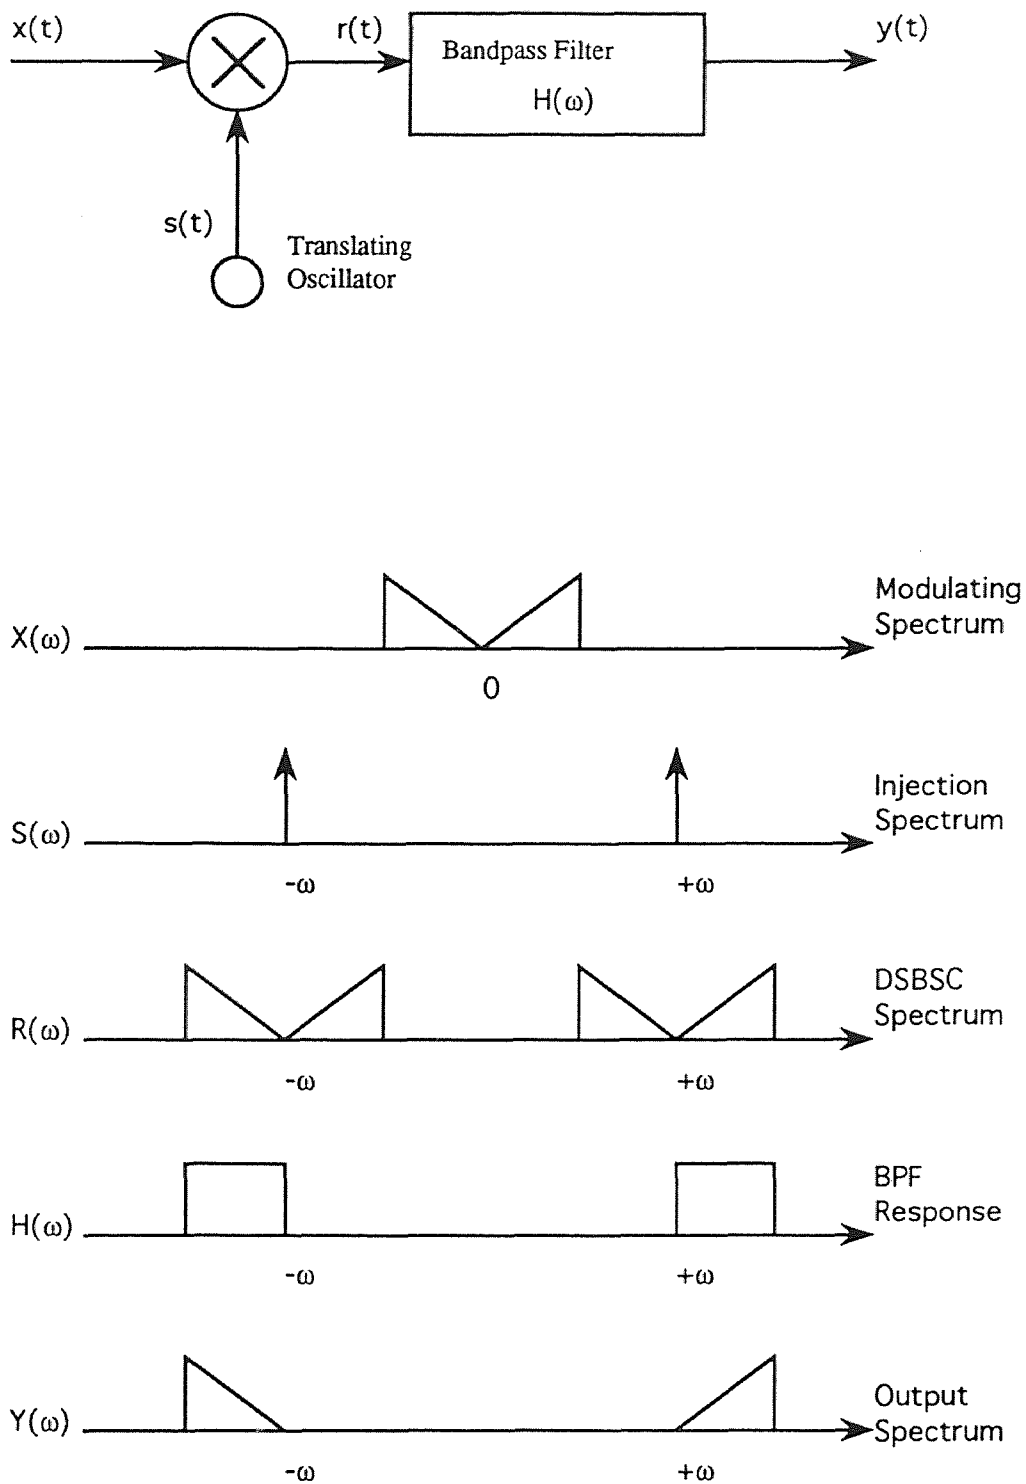 x(t)
r(t)
y(t)
Bandpass Filter
H(ω)
s(t)
Translating
Oscillator
Modulating
Spectrum
X(ω)
0
Injection
Spectrum
S(ω)
-ω
+ω
DSBSC
Spectrum
R(ω)
-ω
+ω
BPF
Response
H(ω)
-ω
+ω
Output
Spectrum
Y(ω)
-ω
+ω